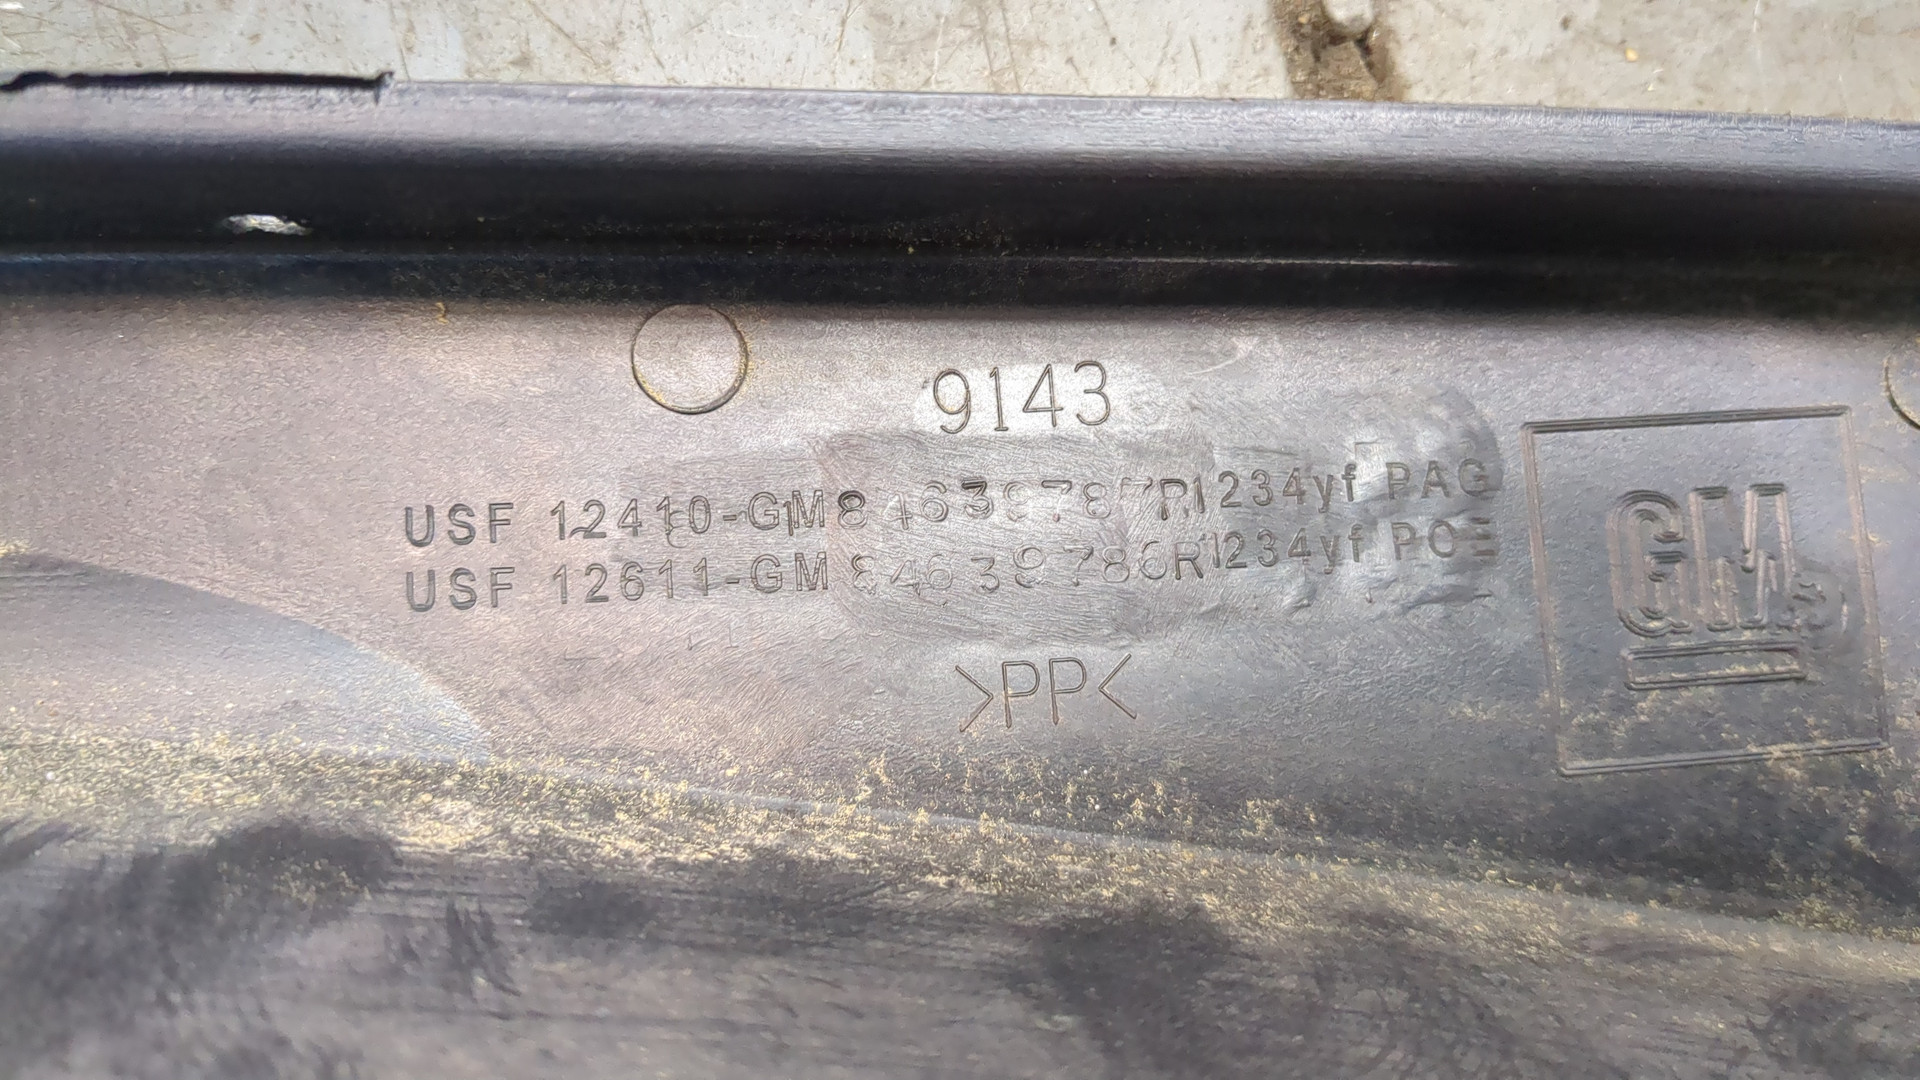 9143
USF 12410-GM84639787R1234yf PAG
USF 12611-GM84639786R1234yf POE
>PP<
GM